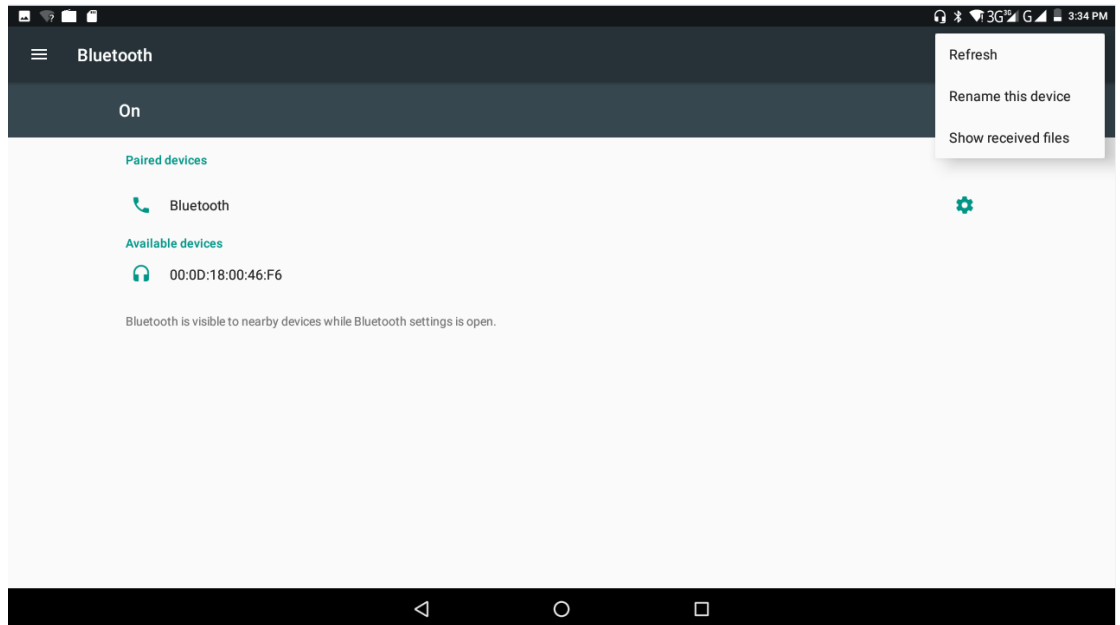 3G 3G G 3:34 PM
Bluetooth
Refresh
Rename this device
Show received files
On
Paired devices
Bluetooth
Available devices
00:0D:18:00:46:F6
Bluetooth is visible to nearby devices while Bluetooth settings is open.